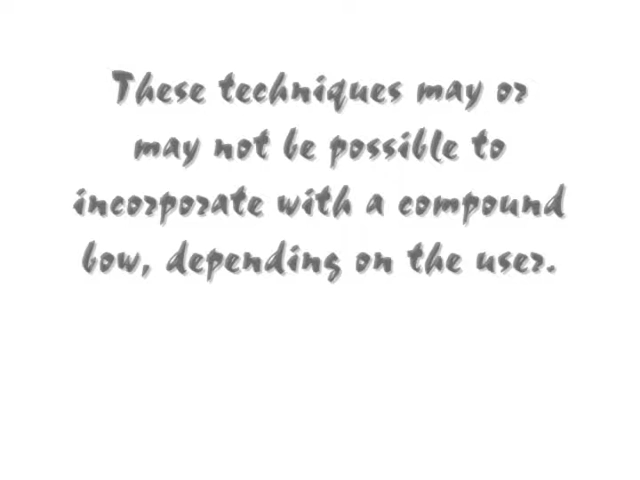 These techniques may or
may not be possible to
incorporate with a compound
bow, depending on the user.